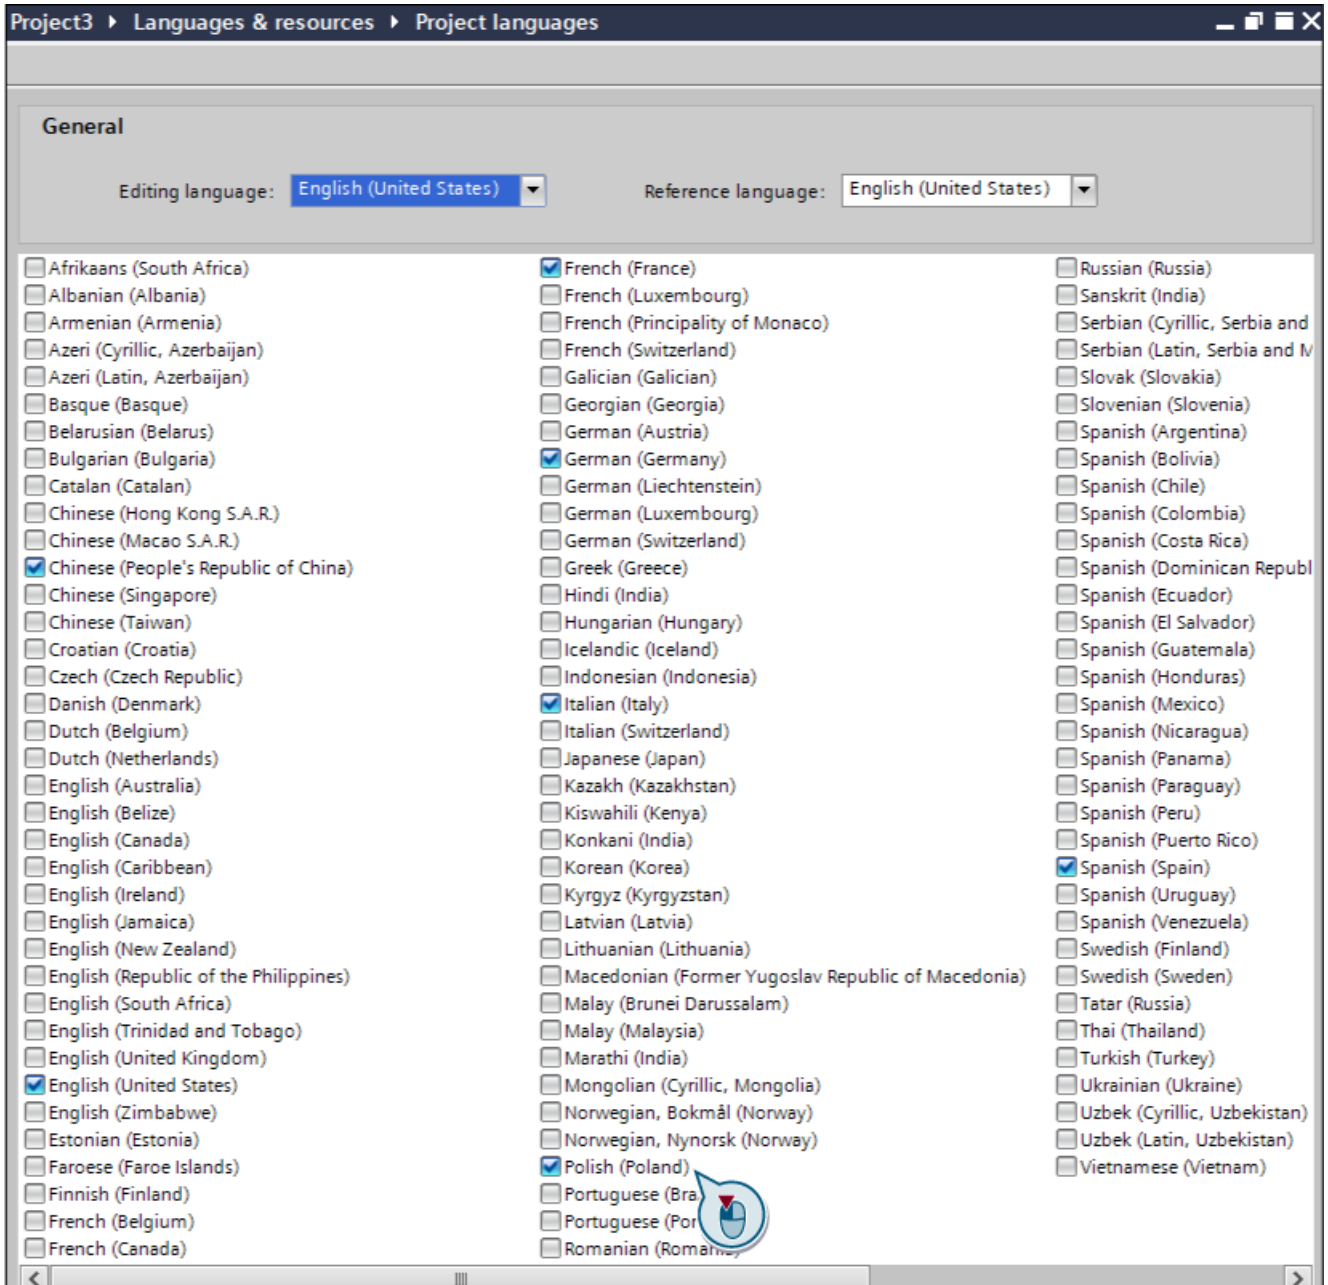 Project3 ▸ Languages & resources ▸ Project languages
General
Editing language: English (United States)
Reference language: English (United States)
Afrikaans (South Africa)
Albanian (Albania)
Armenian (Armenia)
Azeri (Cyrillic, Azerbaijan)
Azeri (Latin, Azerbaijan)
Basque (Basque)
Belarusian (Belarus)
Bulgarian (Bulgaria)
Catalan (Catalan)
Chinese (Hong Kong S.A.R.)
Chinese (Macao S.A.R.)
Chinese (People's Republic of China)
Chinese (Singapore)
Chinese (Taiwan)
Croatian (Croatia)
Czech (Czech Republic)
Danish (Denmark)
Dutch (Belgium)
Dutch (Netherlands)
English (Australia)
English (Belize)
English (Canada)
English (Caribbean)
English (Ireland)
English (Jamaica)
English (New Zealand)
English (Republic of the Philippines)
English (South Africa)
English (Trinidad and Tobago)
English (United Kingdom)
English (United States)
English (Zimbabwe)
Estonian (Estonia)
Faroese (Faroe Islands)
Finnish (Finland)
French (Belgium)
French (Canada)
French (France)
French (Luxembourg)
French (Principality of Monaco)
French (Switzerland)
Galician (Galician)
Georgian (Georgia)
German (Austria)
German (Germany)
German (Liechtenstein)
German (Luxembourg)
German (Switzerland)
Greek (Greece)
Hindi (India)
Hungarian (Hungary)
Icelandic (Iceland)
Indonesian (Indonesia)
Italian (Italy)
Italian (Switzerland)
Japanese (Japan)
Kazakh (Kazakhstan)
Kiswahili (Kenya)
Konkani (India)
Korean (Korea)
Kyrgyz (Kyrgyzstan)
Latvian (Latvia)
Lithuanian (Lithuania)
Macedonian (Former Yugoslav Republic of Macedonia)
Malay (Brunei Darussalam)
Malay (Malaysia)
Marathi (India)
Mongolian (Cyrillic, Mongolia)
Norwegian, Bokmål (Norway)
Norwegian, Nynorsk (Norway)
Polish (Poland)
Portuguese (Bra
Portuguese (Por
Romanian (Romania)
Russian (Russia)
Sanskrit (India)
Serbian (Cyrillic, Serbia and
Serbian (Latin, Serbia and M
Slovak (Slovakia)
Slovenian (Slovenia)
Spanish (Argentina)
Spanish (Bolivia)
Spanish (Chile)
Spanish (Colombia)
Spanish (Costa Rica)
Spanish (Dominican Republ
Spanish (Ecuador)
Spanish (El Salvador)
Spanish (Guatemala)
Spanish (Honduras)
Spanish (Mexico)
Spanish (Nicaragua)
Spanish (Panama)
Spanish (Paraguay)
Spanish (Peru)
Spanish (Puerto Rico)
Spanish (Spain)
Spanish (Uruguay)
Spanish (Venezuela)
Swedish (Finland)
Swedish (Sweden)
Tatar (Russia)
Thai (Thailand)
Turkish (Turkey)
Ukrainian (Ukraine)
Uzbek (Cyrillic, Uzbekistan)
Uzbek (Latin, Uzbekistan)
Vietnamese (Vietnam)